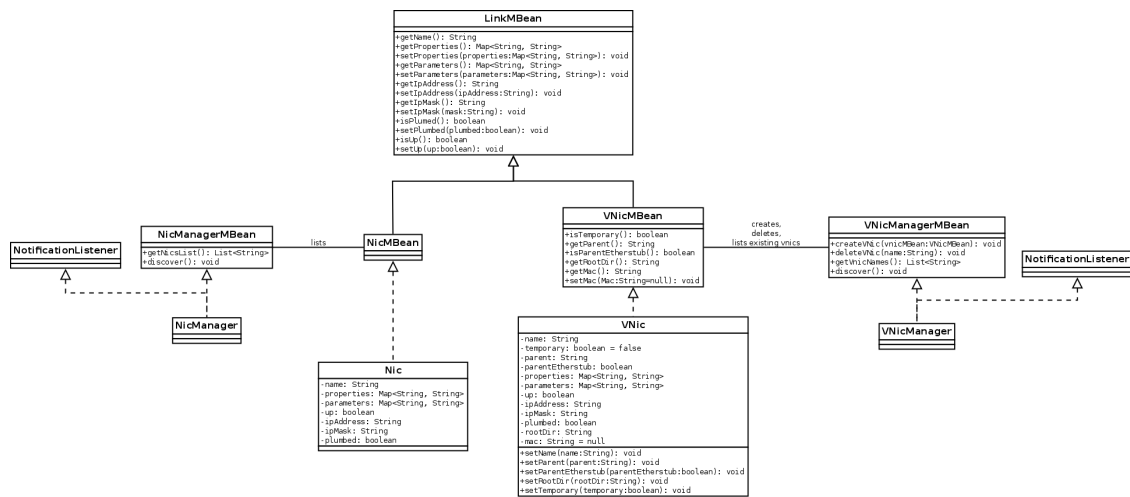 LinkMBean
+getName(): String
+getProperties(): Map<String, String>
+setProperties(properties:Map<String, String>): void
+getParameters(): Map<String, String>
+setParameters(parameters:Map<String, String>): void
+getIpAddress(): String
+setIpAddress(ipAddress:String): void
+getIpMask(): String
+setIpMask(mask:String): void
+isPlumed(): boolean
+setPlumbed(plumbed:boolean): void
+isUp(): boolean
+setUp(up:boolean): void
NotificationListener
NicManagerMBean
+getNicsList(): List<String>
+discover(): void
lists
NicMBean
VNicMBean
+isTemporary(): boolean
+getParent(): String
+isParentEtherstub(): boolean
+getRootDir(): String
+getMac(): String
+setMac(Mac:String=null): void
creates,
deletes,
lists existing vnics
VNicManagerMBean
+createVNic(vnicMBean:VNicMBean): void
+deleteVNic(name:String): void
+getVnicNames(): List<String>
+discover(): void
NotificationListener
NicManager
VNicManager
Nic
-name: String
-properties: Map<String, String>
-parameters: Map<String, String>
-up: boolean
-ipAddress: String
-ipMask: String
-plumbed: boolean
VNic
-name: String
-temporary: boolean = false
-parent: String
-parentEtherstub: boolean
-properties: Map<String, String>
-parameters: Map<String, String>
-up: boolean
-ipAddress: String
-ipMask: String
-plumbed: boolean
-rootDir: String
-mac: String = null
+setName(name:String): void
+setParent(parent:String): void
+setParentEtherstub(parentEtherstub:boolean): void
+setRootDir(rootDir:String): void
+setTemporary(temporary:boolean): void